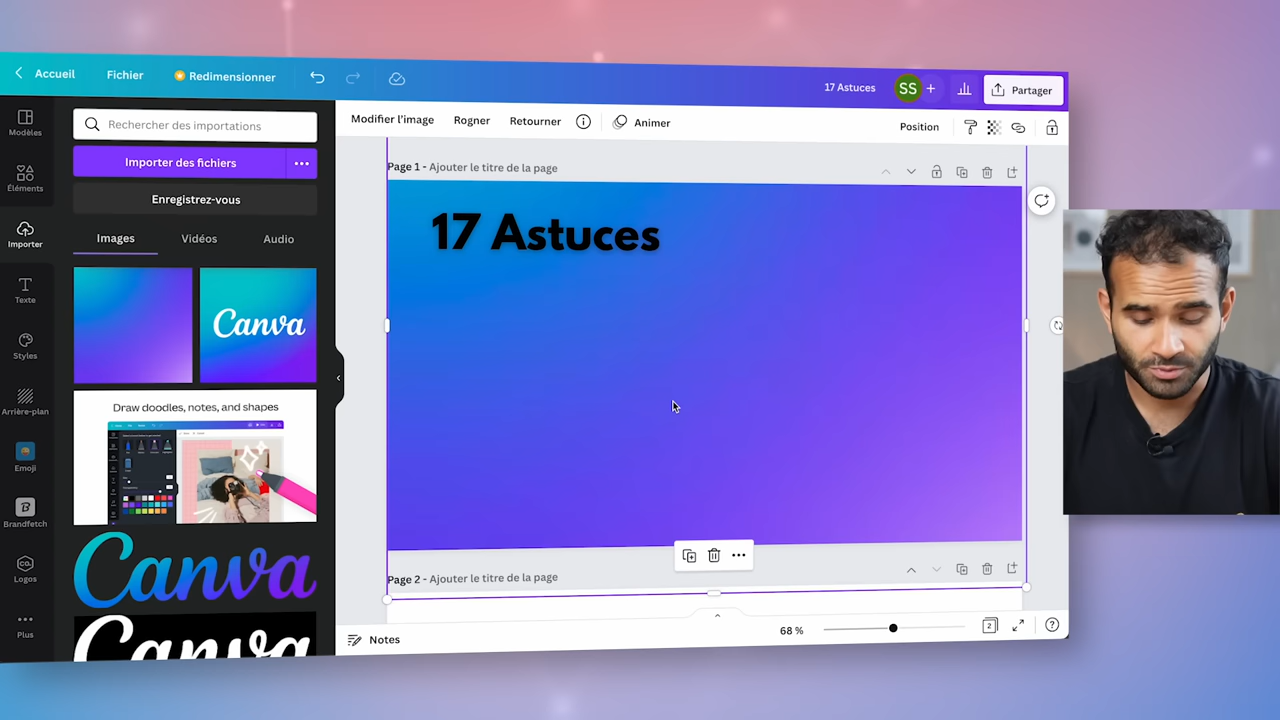 Accueil
Fichier
Redimensionner
17 Astuces
SS
+
Partager
Modèles
Éléments
Importer
Texte
Styles
Arrière-plan
Emoji
Brandfetch
Logos
Plus
Rechercher des importations
Importer des fichiers
Enregistrez-vous
Images
Vidéos
Audio
Canva
Draw doodles, notes, and shapes
Canva
Canva
Modifier l'image
Rogner
Retourner
Animer
Position
Page 1 - Ajouter le titre de la page
17 Astuces
Page 2 - Ajouter le titre de la page
Notes
68 %
2